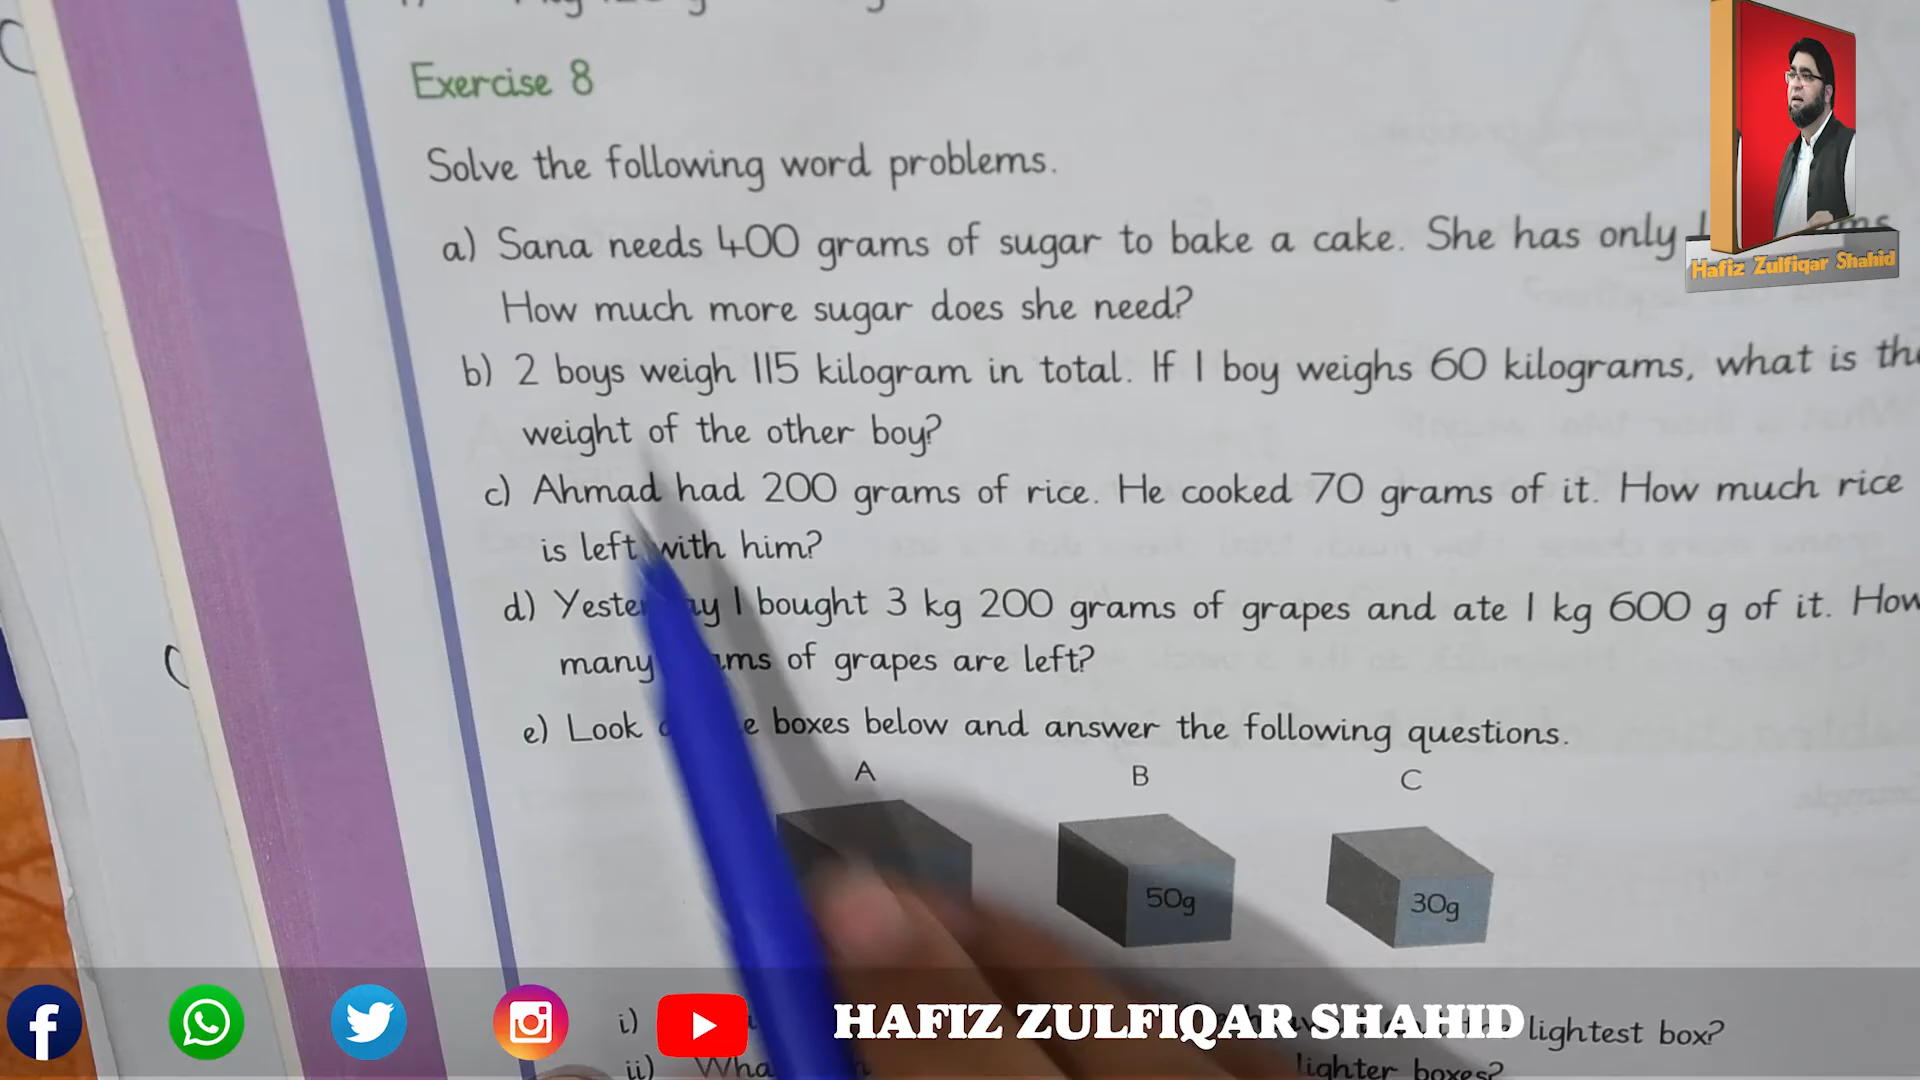 Exercise 8
Solve the following word problems.
a) Sana needs 400 grams of sugar to bake a cake. She has only
How much more sugar does she need?
b) 2 boys weigh 115 kilogram in total. If 1 boy weighs 60 kilograms, what is the
weight of the other boy?
c) Ahmad had 200 grams of rice. He cooked 70 grams of it. How much rice
is left with him?
d) I bought 3 kg 200 grams of grapes and ate 1 kg 600 g of it. How
many of grapes are left?
e) Look boxes below and answer the following questions.
A B C
50g 30g
i) lightest box?
ii) lighter boxes?
Hafiz Zulfiqar Shahid
HAFIZ ZULFIQAR SHAHID